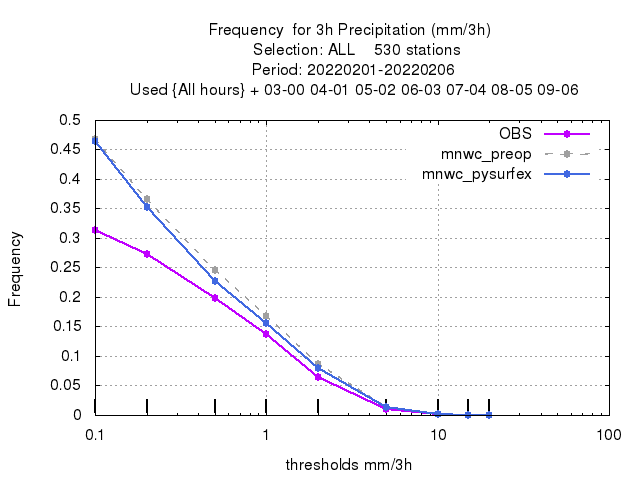 Frequency  for 3h Precipitation (mm/3h)
Selection: ALL    530 stations
Period: 20220201-20220206
Used {All hours} + 03-00 04-01 05-02 06-03 07-04 08-05 09-06
0.5
0.45
0.4
0.35
0.3
0.25
0.2
0.15
0.1
0.05
0
Frequency
OBS
mnwc_preop
mnwc_pysurfex
0.1 1 10 100
thresholds mm/3h